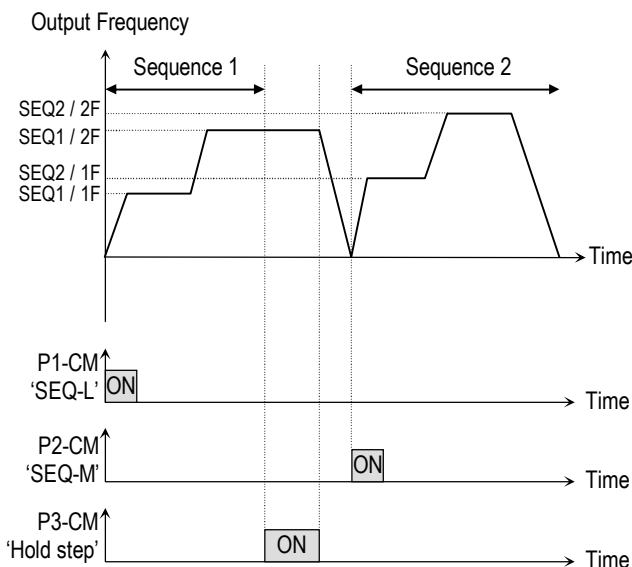 Output Frequency
Sequence 1
Sequence 2
SEQ2 / 2F
SEQ1 / 2F
SEQ2 / 1F
SEQ1 / 1F
Time
P1-CM
'SEQ-L'
ON
Time
P2-CM
'SEQ-M'
ON
Time
P3-CM
'Hold step'
ON
Time